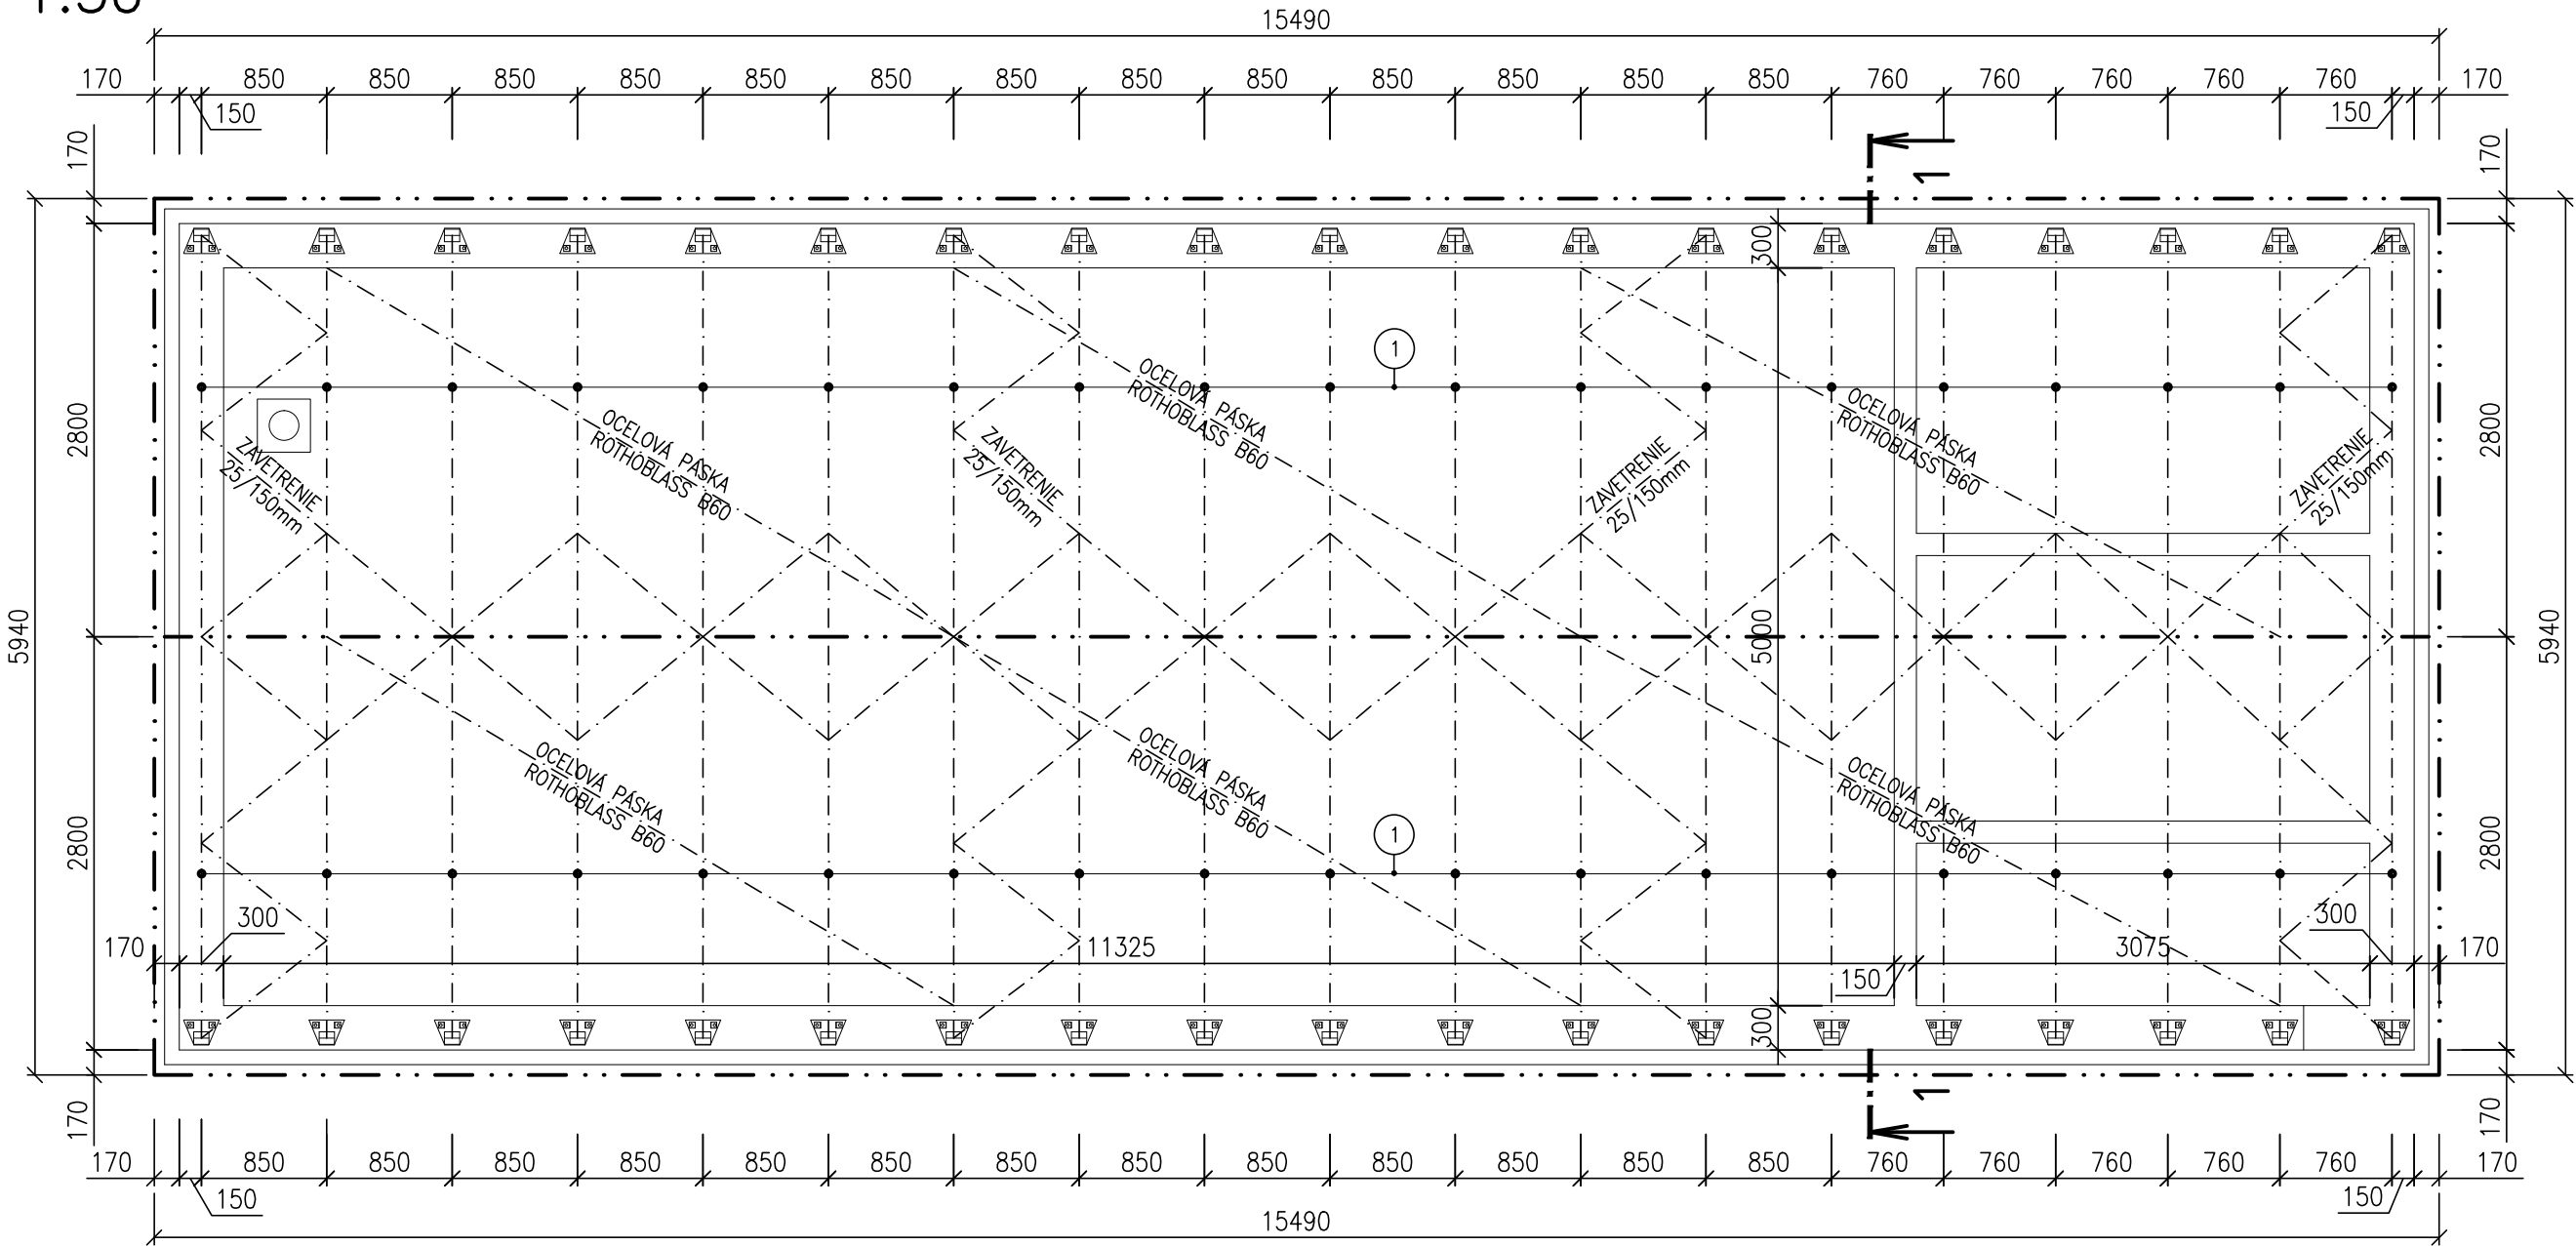 1:50
15490
170 850 850 850 850 850 850 850 850 850 850 850 850 850 760 760 760 760 760 170
150 150
170 170
1
300
1
2800 2800
OCELOVÁ PÁSKA
ROTHOBLASS B60
OCELOVÁ PÁSKA
ROTHOBLASS B60
OCELOVÁ PÁSKA
ROTHOBLASS B60
ZAVETRENIE
25/150mm
ZAVETRENIE
25/150mm
ZAVETRENIE
25/150mm
ZAVETRENIE
25/150mm
5940 5000 5940
OCELOVÁ PÁSKA
ROTHOBLASS B60
OCELOVÁ PÁSKA
ROTHOBLASS B60
OCELOVÁ PÁSKA
ROTHOBLASS B60
2800 2800
1
300 300
170 11325 3075 170
150
300
1
170 170
170 850 850 850 850 850 850 850 850 850 850 850 850 850 760 760 760 760 760 170
150 150
15490